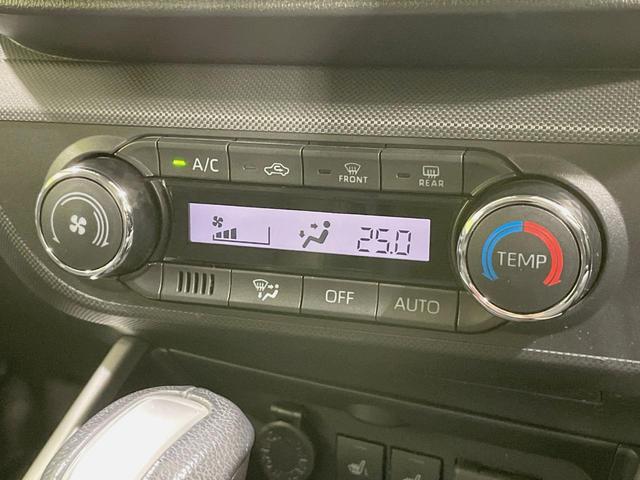 A/C
FRONT
REAR
25.0
TEMP
OFF
AUTO